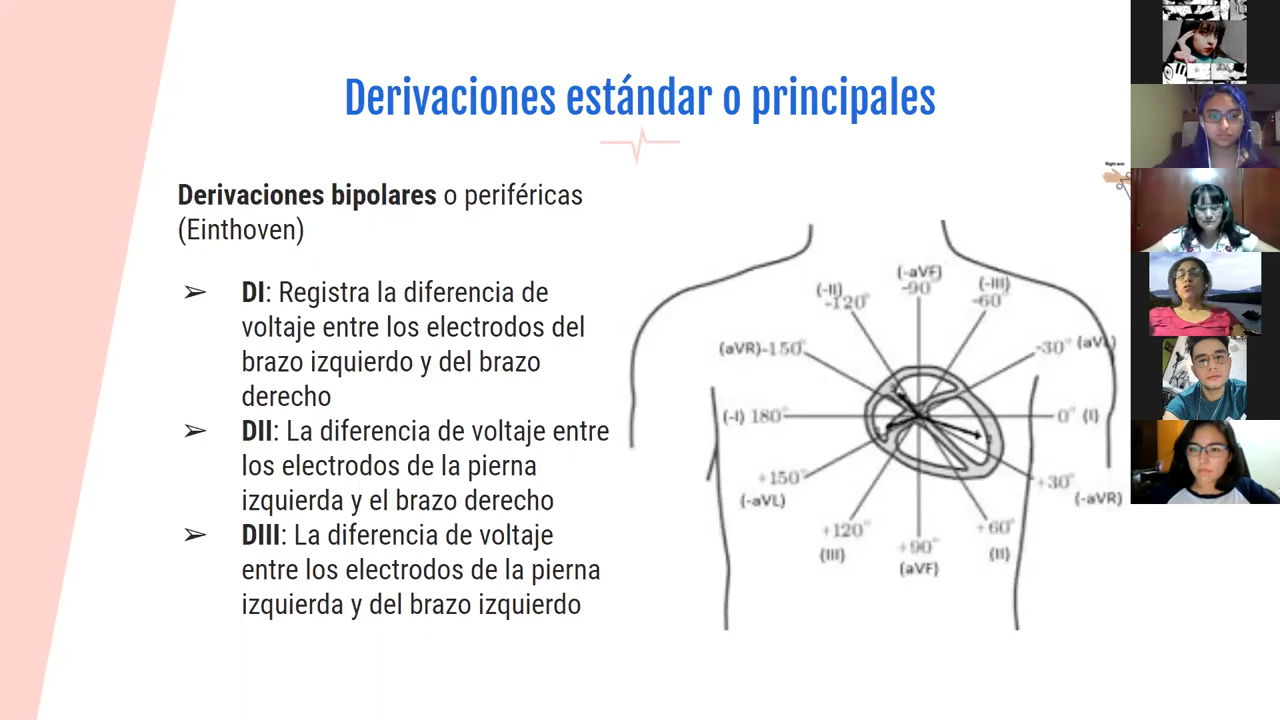 Derivaciones estándar o principales
Derivaciones bipolares o periféricas
(Einthoven)
➢ DI: Registra la diferencia de
voltaje entre los electrodos del
brazo izquierdo y del brazo
derecho
➢ DII: La diferencia de voltaje entre
los electrodos de la pierna
izquierda y el brazo derecho
➢ DIII: La diferencia de voltaje
entre los electrodos de la pierna
izquierda y del brazo izquierdo
Right arm
(-aVF)
-90°
(-II)
-120°
(-III)
-60°
(aVR)-150°
-30° (aVL)
(-I) 180°
0° (I)
+150°
(-aVL)
+30°
(-aVR)
+120°
(III)
+90°
(aVF)
+60°
(II)